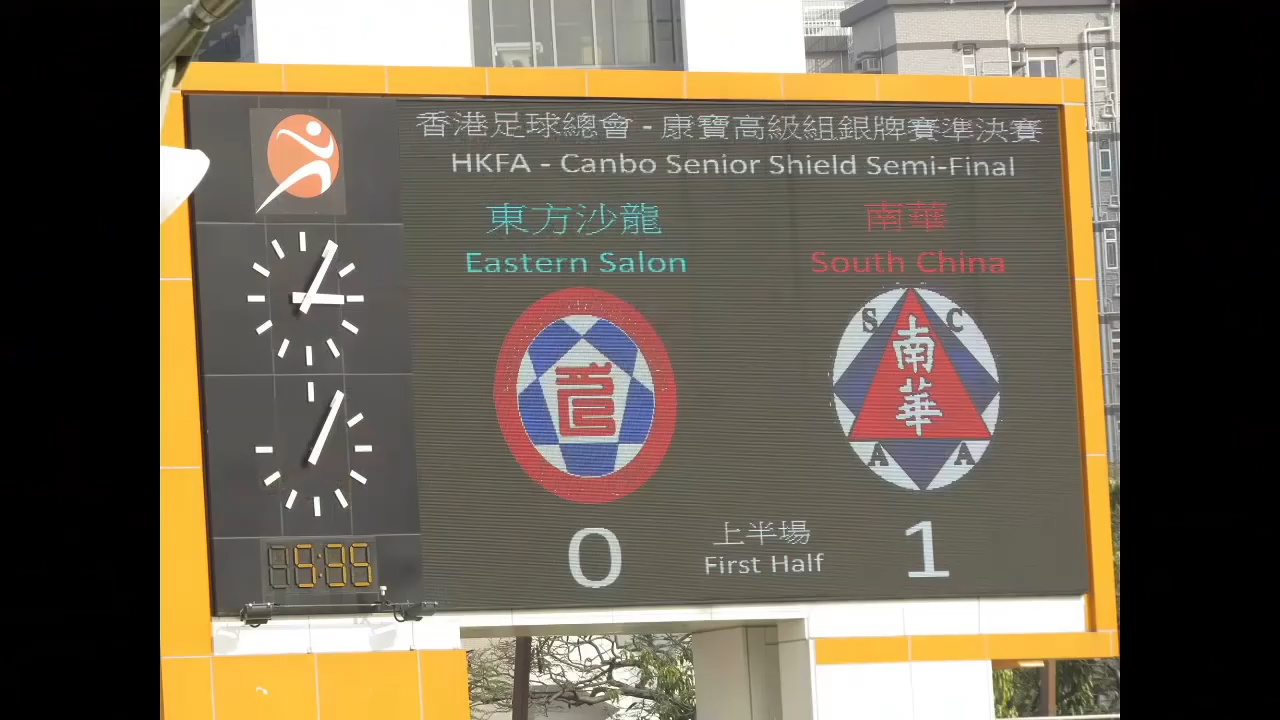 香港足球總會 - 康寶高級組銀牌賽準決賽
HKFA - Canbo Senior Shield Semi-Final
東方沙龍
Eastern Salon
南華
South China
S C
南
華
A A
0
上半場
First Half
1
5:35